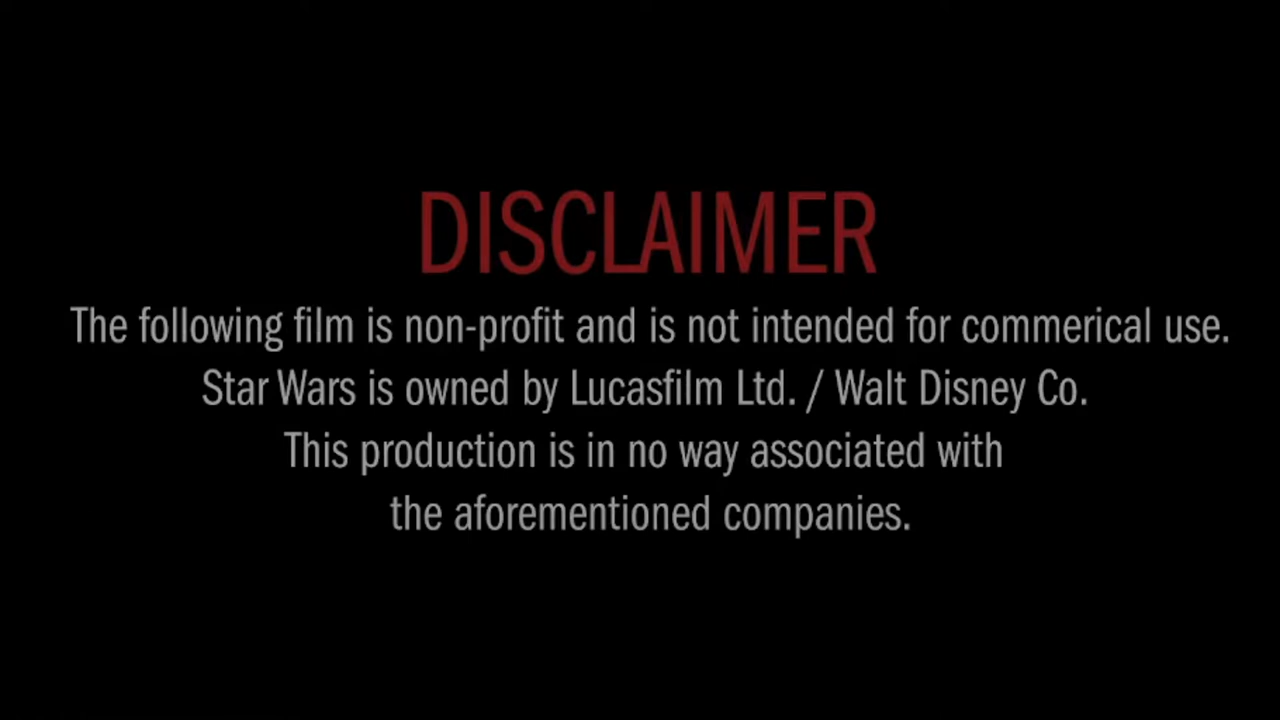 DISCLAIMER
The following film is non-profit and is not intended for commerical use.
Star Wars is owned by Lucasfilm Ltd. / Walt Disney Co.
This production is in no way associated with
the aforementioned companies.